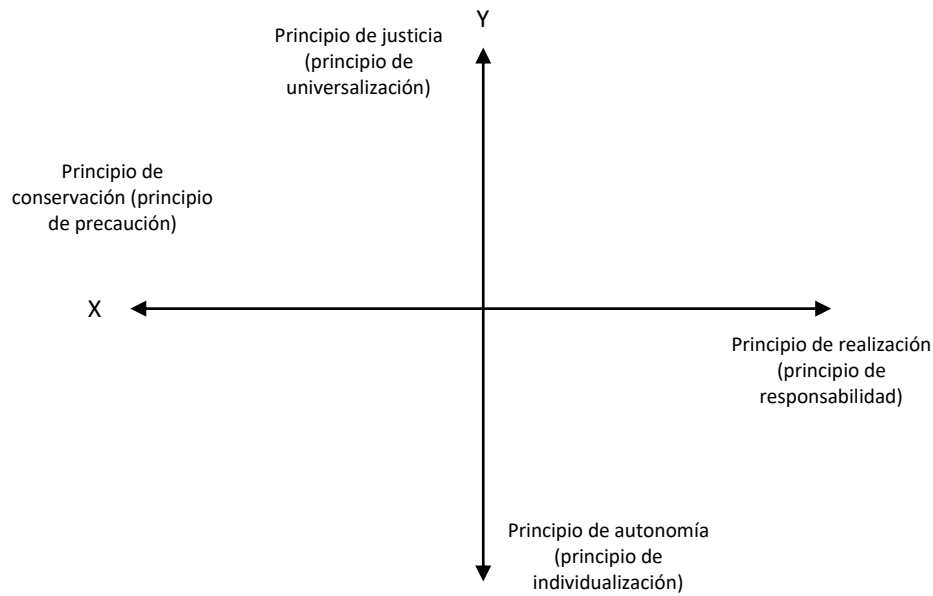 Y
Principio de justicia
(principio de
universalización)
Principio de
conservación (principio
de precaución)
X
Principio de realización
(principio de
responsabilidad)
Principio de autonomía
(principio de
individualización)